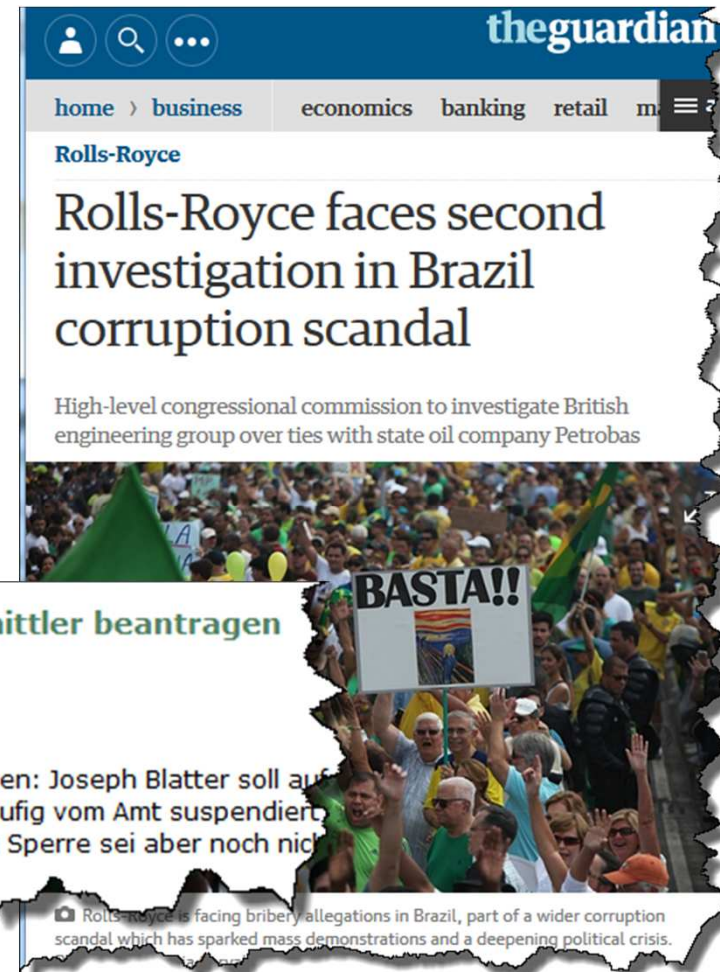 theguardian
home › business economics banking retail
Rolls-Royce
Rolls-Royce faces second
investigation in Brazil
corruption scandal
High-level congressional commission to investigate British
engineering group over ties with state oil company Petrobas
BASTA!!
beantragen
Joseph Blatter soll auf
vom Amt suspendiert
Sperre sei aber noch
Rolls-Royce is facing bribery allegations in Brazil, part of a wider corruption
scandal which has sparked mass demonstrations and a deepening political crisis.